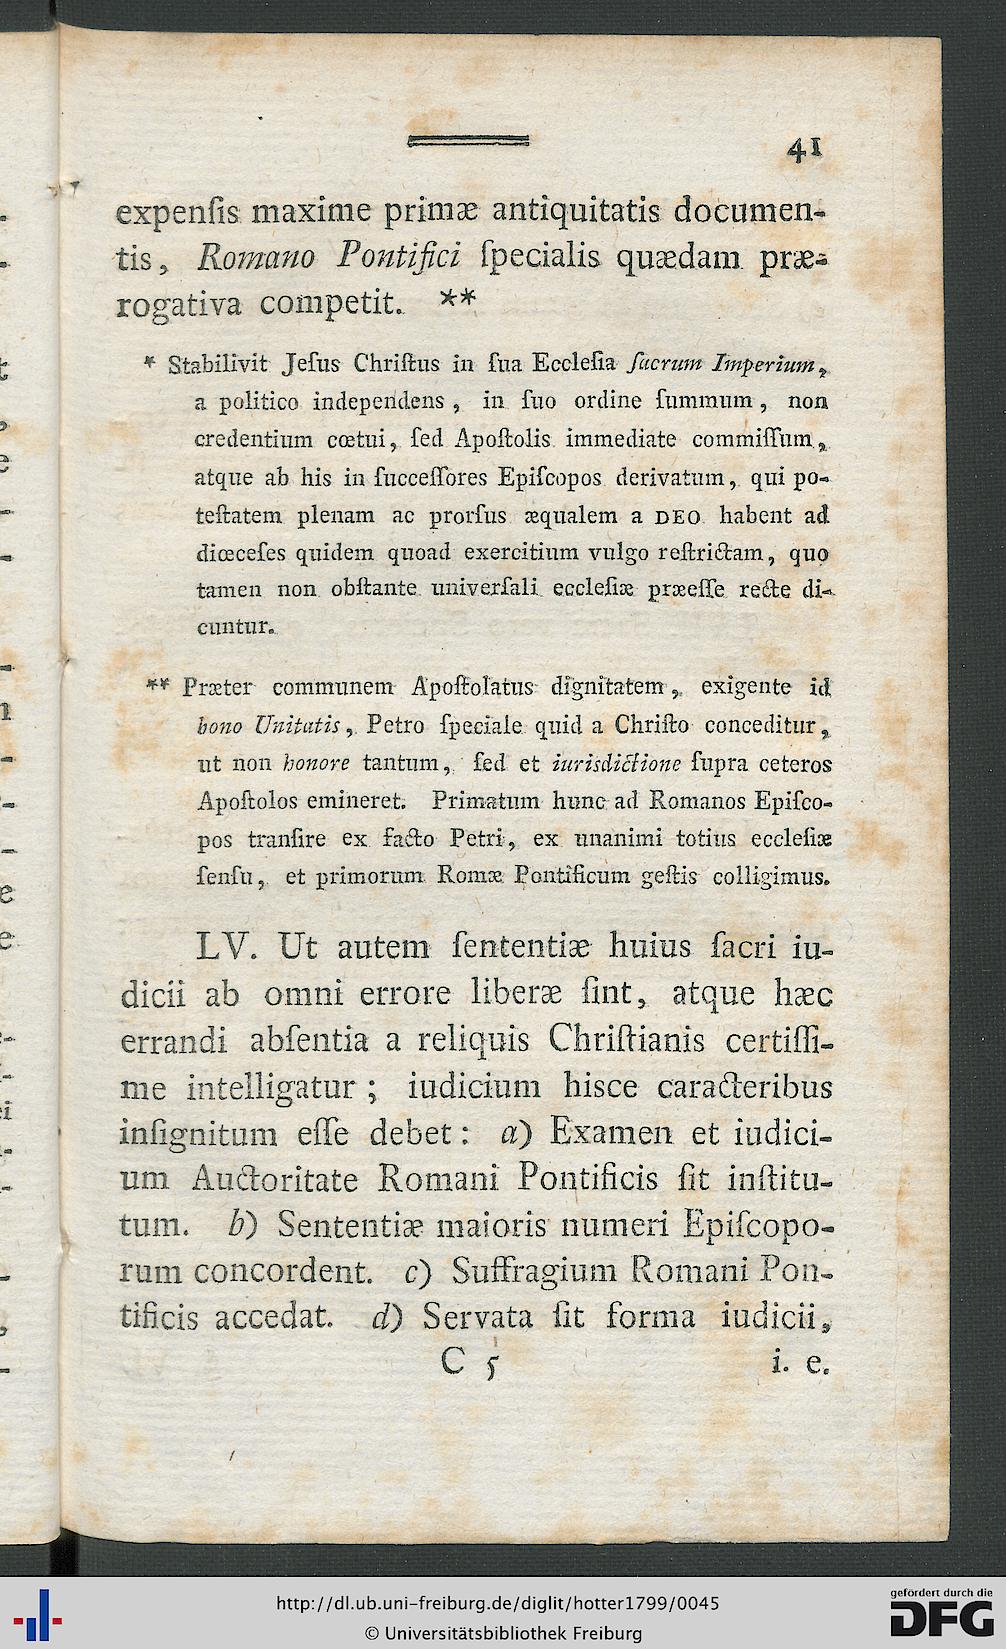 41
expenſis maxime primæ antiquitatis documen-
tis, Romano Pontifici ſpecialis quædam præ-
rogativa competit. **
* Stabilivit Jeſus Chriſtus in ſua Eccleſia ſacrum Imperium,
a politico independens, in ſuo ordine ſummum, non
credentium cœtui, ſed Apoſtolis immediate commiſſum,
atque ab his in ſucceſſores Epiſcopos derivatum, qui po-
teſtatem plenam ac prorſus æqualem a DEO habent ad
diœceſes quidem quoad exercitium vulgo reſtrictam, quo
tamen non obſtante univerſali eccleſiæ præeſſe recte di-
cuntur.
** Præter communem Apoſtolatus dignitatem, exigente id
bono Unitatis, Petro ſpeciale quid a Chriſto conceditur,
ut non honore tantum, ſed et iurisdictione ſupra ceteros
Apoſtolos emineret. Primatum hunc ad Romanos Epiſco-
pos tranſire ex facto Petri, ex unanimi totius eccleſiæ
ſenſu, et primorum Romæ Pontificum geſtis colligimus.
LV. Ut autem ſententiæ huius ſacri iu-
dicii ab omni errore liberæ ſint, atque hæc
errandi abſentia a reliquis Chriſtianis certiſſi-
me intelligatur; iudicium hisce caracteribus
inſignitum eſſe debet: a) Examen et iudici-
um Auctoritate Romani Pontificis ſit inſtitu-
tum. b) Sententiæ maioris numeri Epiſcopo-
rum concordent. c) Suffragium Romani Pon-
tificis accedat. d) Servata ſit forma iudicii,
C 5 i. e.
http://dl.ub.uni-freiburg.de/diglit/hotter1799/0045
© Universitätsbibliothek Freiburg
gefördert durch die
DFG